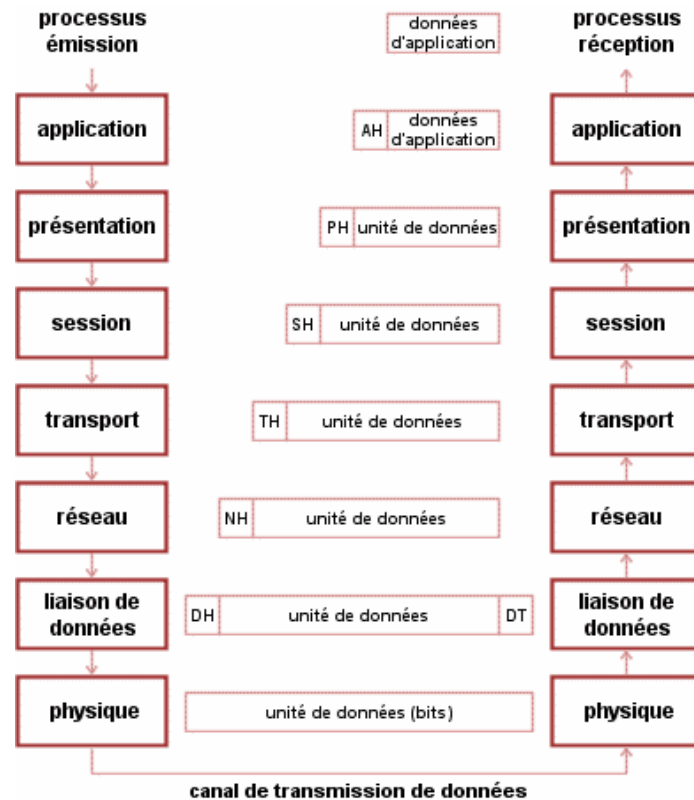 processus
émission
données
d'application
processus
réception
application
AH
données
d'application
application
présentation
PH
unité de données
présentation
session
SH
unité de données
session
transport
TH
unité de données
transport
réseau
NH
unité de données
réseau
liaison de
données
DH
unité de données
DT
liaison de
données
physique
unité de données (bits)
physique
canal de transmission de données